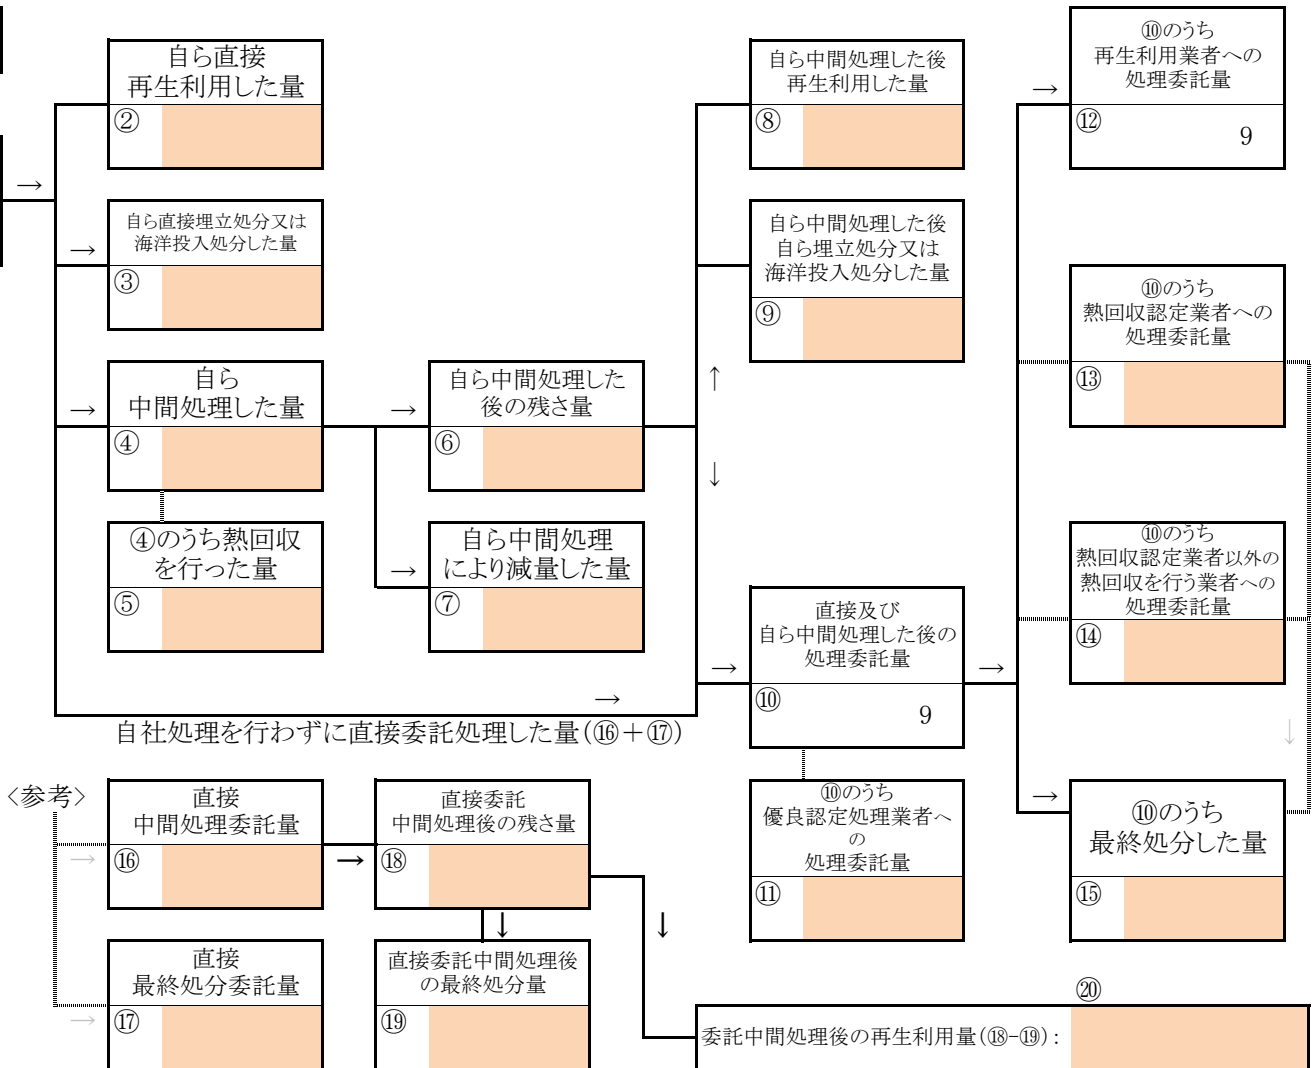 自ら直接
再生利用した量
②
自ら直接埋立処分又は
海洋投入処分した量
③
自ら
中間処理した量
④
④のうち熱回収
を行った量
⑤
自ら中間処理した
後の残さ量
⑥
自ら中間処理
により減量した量
⑦
自ら中間処理した後
再生利用した量
⑧
自ら中間処理した後
自ら埋立処分又は
海洋投入処分した量
⑨
直接及び
自ら中間処理した後の
処理委託量
⑩ 9
⑩のうち
優良認定処理業者へ
の
処理委託量
⑪
⑩のうち
再生利用業者への
処理委託量
⑫ 9
⑩のうち
熱回収認定業者への
処理委託量
⑬
⑩のうち
熱回収認定業者以外の
熱回収を行う業者への
処理委託量
⑭
⑩のうち
最終処分した量
⑮
自社処理を行わずに直接委託処理した量(⑯+⑰)
<参考>
直接
中間処理委託量
⑯
直接
最終処分委託量
⑰
直接委託
中間処理後の残さ量
⑱
直接委託中間処理後
の最終処分量
⑲
⑳
委託中間処理後の再生利用量(⑱-⑲):